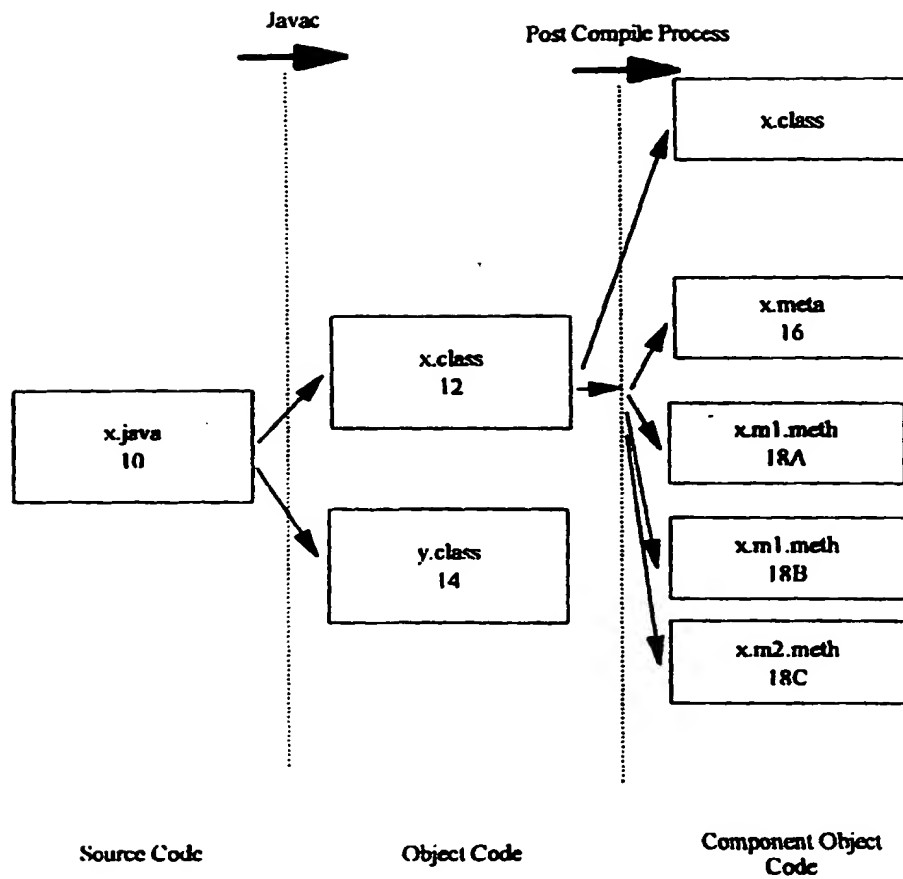 Javac
Post Compile Process
x.class
x.meta
16
x.class
12
x.java
10
x.m1.meth
18A
y.class
14
x.m1.meth
18B
x.m2.meth
18C
Source Code
Object Code
Component Object
Code